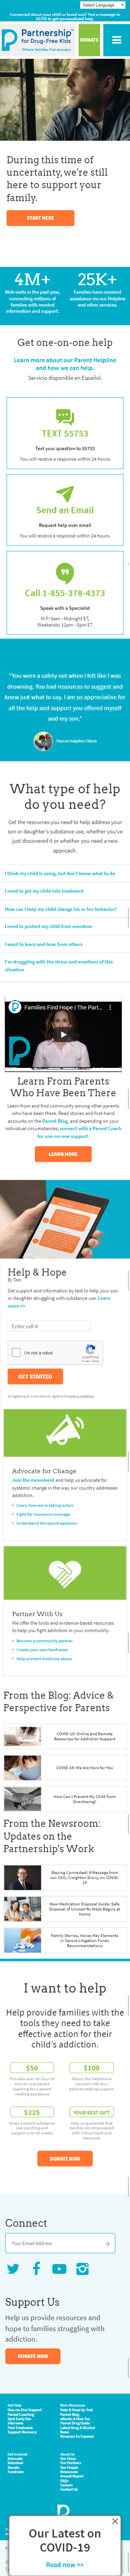 Select Language
Concerned about your child or loved one? Text a message to
55753 to get personalized help.
Partnership™
for Drug-Free Kids
Where families find answers
DONATE
During this time of
uncertainty, we're still
here to support your
family.
START HERE
4M+
Web visits in the past year,
connecting millions of
families with needed
information and support.
25K+
Families have received
assistance via our Helpline
and other services.
Get one-on-one help
Learn more about our Parent Helpline
and how we can help.
Servicio disponible en Español.
TEXT 55753
Text your question to 55753
You will receive a response within 24 hours.
Send an Email
Request help over email
You will receive a response within 24 hours.
Call 1-855-378-4373
Speak with a Specialist
M-F: 9am - Midnight ET,
Weekends: 12pm - 5pm ET
"You were a safety net when I felt like I was
drowning. You had resources to suggest and
knew just what to say. I am so appreciative for
all the help and support you offered myself
and my son."
Parent Helpline Client
What type of help
do you need?
Get the resources you need to help address your
son or daughter's substance use, whether you've
just discovered it or whether you need a new
approach.
I think my child is using, but don't know what to do
I need to get my child into treatment
How can I help my child change his or her behavior?
I need to protect my child from overdose
I want to learn and hear from others
I'm struggling with the stress and emotions of this
situation
Families Find Hope | The Part...
Learn From Parents
Who Have Been There
Learn from and find community among other parents
who have been there. Read stories and advice from
parents on our Parent Blog, and depending on your
individual circumstances, connect with a Parent Coach
for one-on-one support.
LEARN MORE
Help & Hope
By Text
Get support and information by text to help you and
your loved one struggling with substance use. Learn
more >>
Enter cell #
I'm not a robot
reCAPTCHA
GET STARTED
Advocate for Change
Join the movement and help us advocate for
systemic change in the way our country addresses
addiction.
Learn how we're taking action
Fight for insurance coverage
Understand the opioid epidemic
Partner With Us
We offer the tools and evidence-based resources
to help you fight addiction in your community.
Become a community partner
Create your own fundraiser
Help prevent medicine abuse
From the Blog: Advice &
Perspective for Parents
COVID-19: Online and Remote
Resources for Addiction Support
COVID-19: We Are Here for You
How Can I Prevent My Child from
Overdosing?
From the Newsroom:
Updates on the
Partnership's Work
Staying Connected: A Message from
our CEO, Creighton Drury, on COVID-
19
New Medication Disposal Guide: Safe
Disposal of Unused Rx Meds Begins at
Home
Family Stories, Voices Key Elements
in Opioid Litigation Funds
Recommendations
I want to help
Help provide families with the
tools they need to take
effective action for their
child's addiction.
$50
Provides over an hour of
one-on-one parent
coaching for a parent
needing assistance
$100
Allows the helpline to
connect with four
parents seeking support
$225
Gives a parent substance
use coaching and
support over six weeks
YOUR BEST GIFT
help us guarantee that
families are empowered
with critical tools and
resources
DONATE NOW
Connect
Your Email Address
Support Us
Help us provide resources and
hope to families struggling with
addiction.
DONATE NOW
Get Help
One-on-One Support
Parent Coaching
Spot Early Use
Intervene
Find Treatment
Support Recovery
More Resources
Help & Hope by Text
Parent Blog
Parent Drug Guide
Latest Drug & Alcohol
News
Recursos En Espanol
Get Involved
Advocate
Volunteer
Donate
Fundraise
About Us
Our Story
Our Partners
Our People
Newsroom
Annual Report
FAQs
Careers
Contact Us
Our Latest on
COVID-19
Read now >>